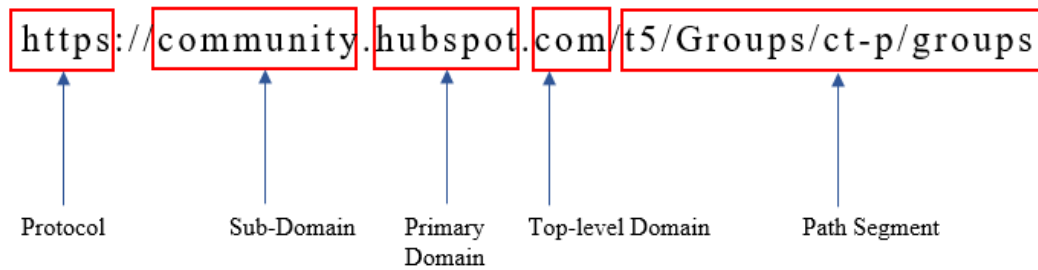 https://community.hubspot.com/t5/Groups/ct-p/groups
Protocol
Sub-Domain
Primary
Domain
Top-level Domain
Path Segment